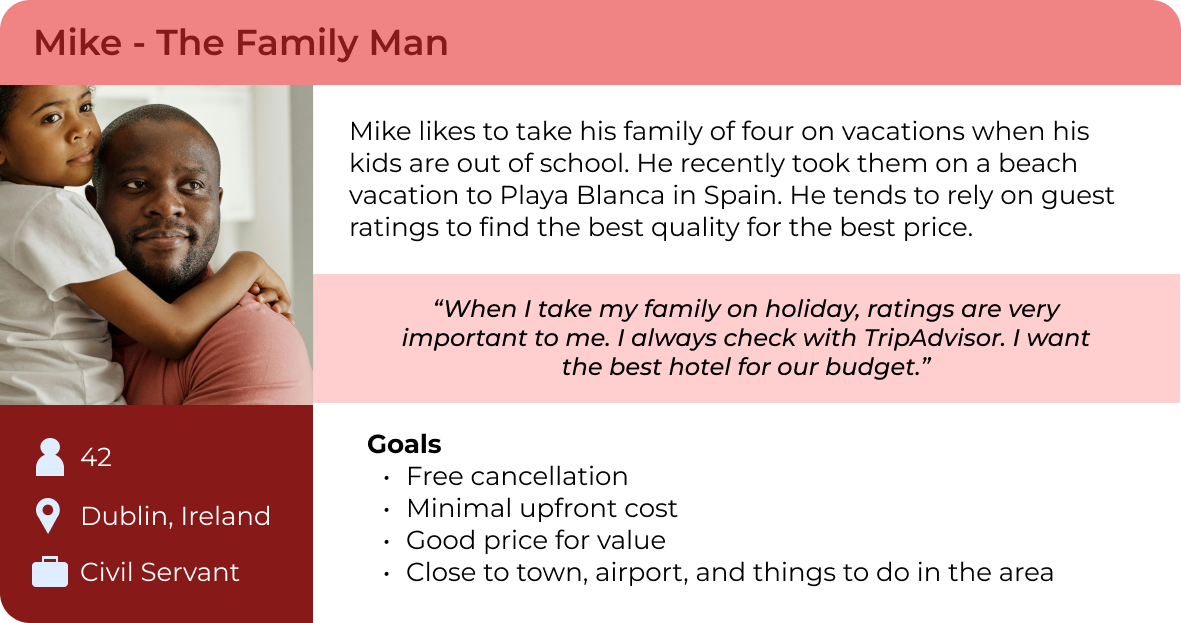 Mike - The Family Man
Mike likes to take his family of four on vacations when his
kids are out of school. He recently took them on a beach
vacation to Playa Blanca in Spain. He tends to rely on guest
ratings to find the best quality for the best price.
“When I take my family on holiday, ratings are very
important to me. I always check with TripAdvisor. I want
the best hotel for our budget.”
42
Dublin, Ireland
Civil Servant
Goals
• Free cancellation
• Minimal upfront cost
• Good price for value
• Close to town, airport, and things to do in the area